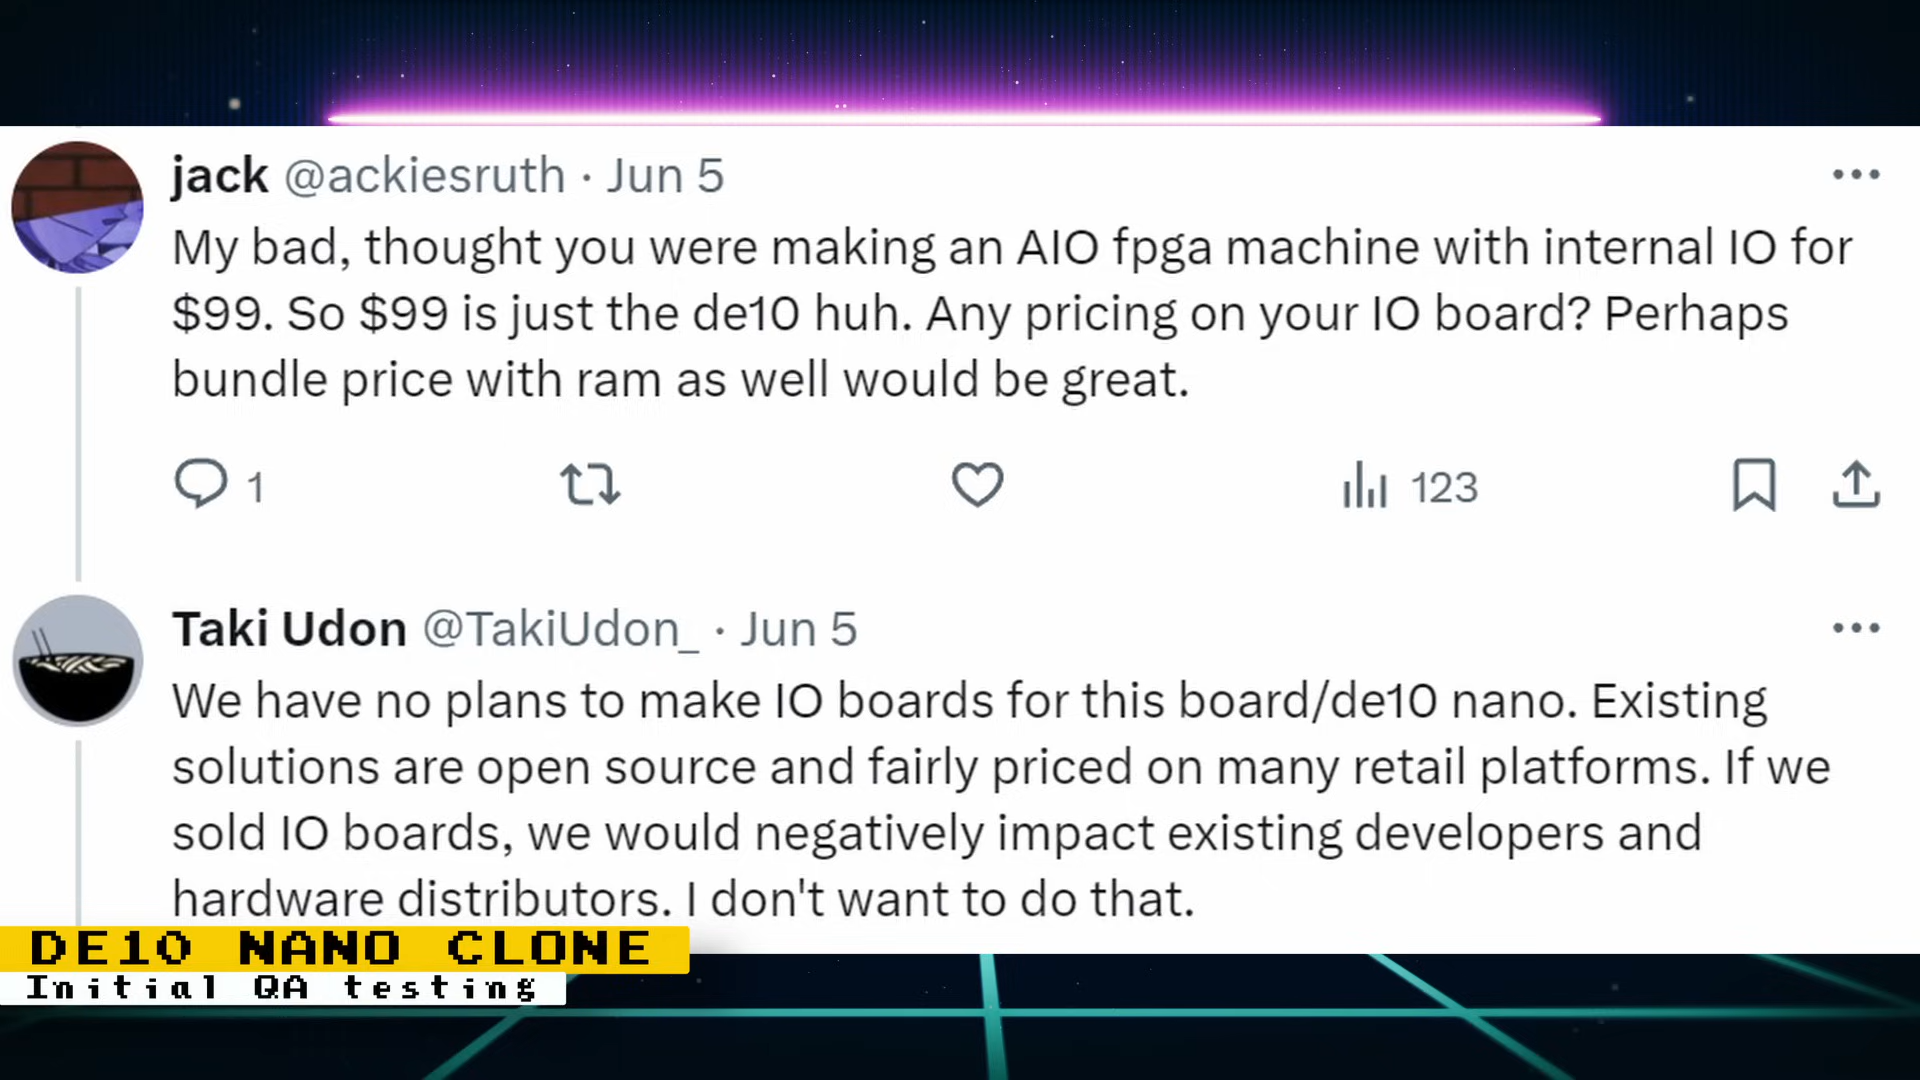 jack @ackiesruth · Jun 5
My bad, thought you were making an AIO fpga machine with internal IO for
$99. So $99 is just the de10 huh. Any pricing on your IO board? Perhaps
bundle price with ram as well would be great.
1 123
Taki Udon @TakiUdon_ · Jun 5
We have no plans to make IO boards for this board/de10 nano. Existing
solutions are open source and fairly priced on many retail platforms. If we
sold IO boards, we would negatively impact existing developers and
hardware distributors. I don't want to do that.
DE10 NANO CLONE
Initial QA testing